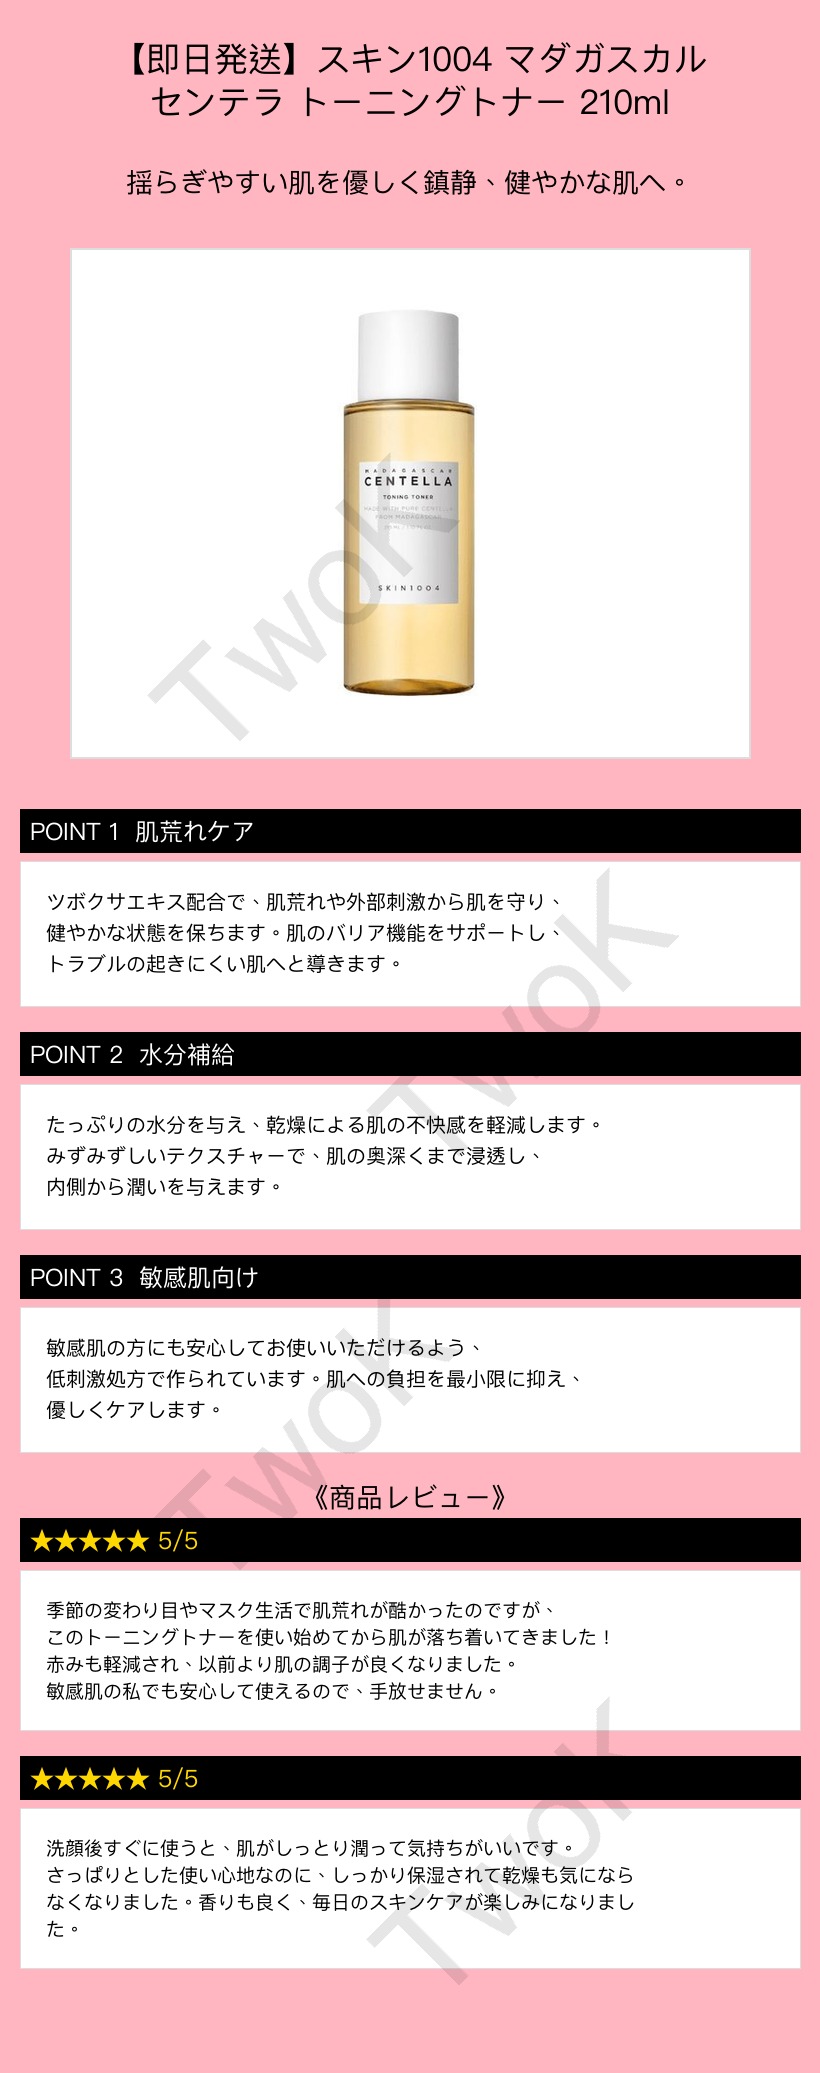 【即日発送】スキン1004 マダガスカル
センテラ トーニングトナー 210ml
揺らぎやすい肌を優しく鎮静、健やかな肌へ。
MADAGASCAR
CENTELLA
TONING TONER
MADE WITH PURE CENTELLA
FROM MADAGASCAR
SKIN1004
TwoK
POINT 1 肌荒れケア
ツボクサエキス配合で、肌荒れや外部刺激から肌を守り、
健やかな状態を保ちます。肌のバリア機能をサポートし、
トラブルの起きにくい肌へと導きます。
TwoK
POINT 2 水分補給
たっぷりの水分を与え、乾燥による肌の不快感を軽減します。
みずみずしいテクスチャーで、肌の奥深くまで浸透し、
内側から潤いを与えます。
POINT 3 敏感肌向け
敏感肌の方にも安心してお使いいただけるよう、
低刺激処方で作られています。肌への負担を最小限に抑え、
優しくケアします。
TwoK
《商品レビュー》
★★★★★ 5/5
季節の変わり目やマスク生活で肌荒れが酷かったのですが、
このトーニングトナーを使い始めてから肌が落ち着いてきました！
赤みも軽減され、以前より肌の調子が良くなりました。
敏感肌の私でも安心して使えるので、手放せません。
★★★★★ 5/5
洗顔後すぐに使うと、肌がしっとり潤って気持ちがいいです。
さっぱりとした使い心地なのに、しっかり保湿されて乾燥も気になら
なくなりました。香りも良く、毎日のスキンケアが楽しみになりまし
た。
TwoK